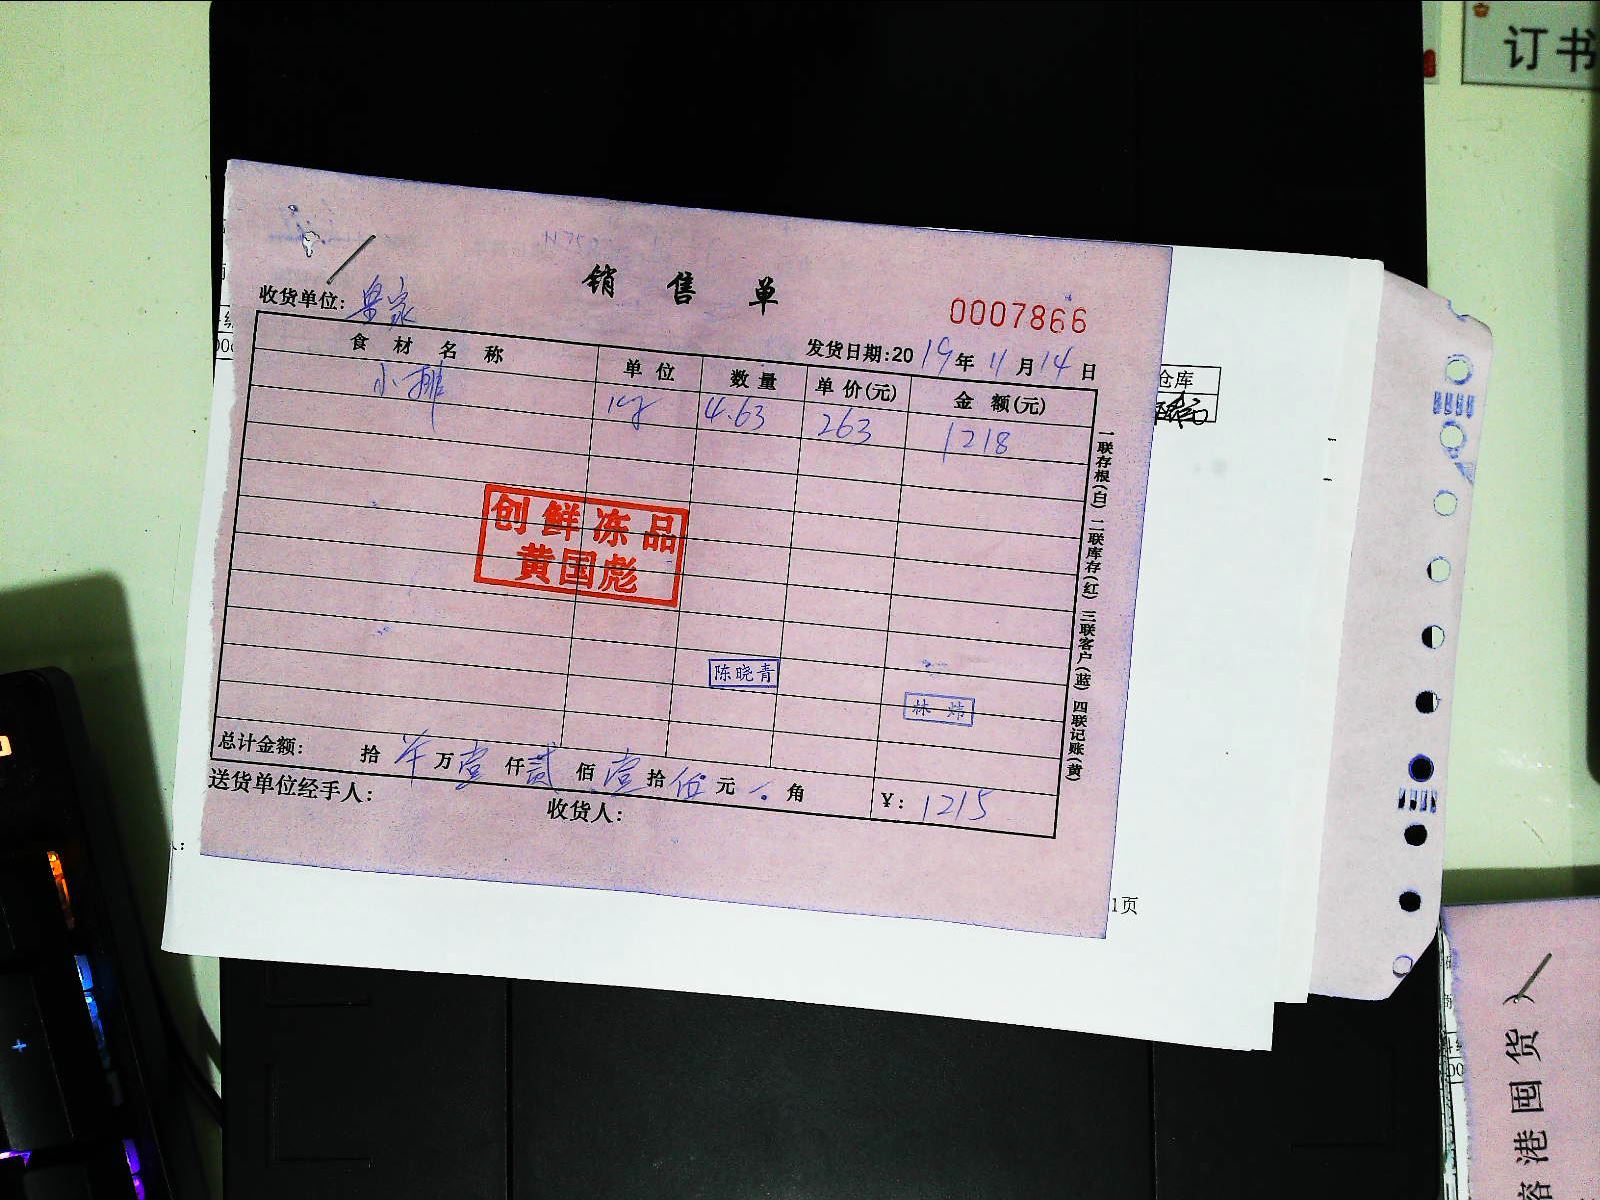 订书
销售单
0007866
收货单位:
发货日期:2019年11月14日
食材名称 单位 数量 单价(元) 金额(元)
小排 kg 4.63 263 1218
创鲜冻品
黄国彪
陈晓青
林炜
总计金额: 拾 万壹仟贰佰壹拾伍元 角 ¥:1215
送货单位经手人: 收货人:
一联存根(白) 二联库存(红) 三联客户(蓝) 四联记账(黄)
仓库
1页
港囤货)